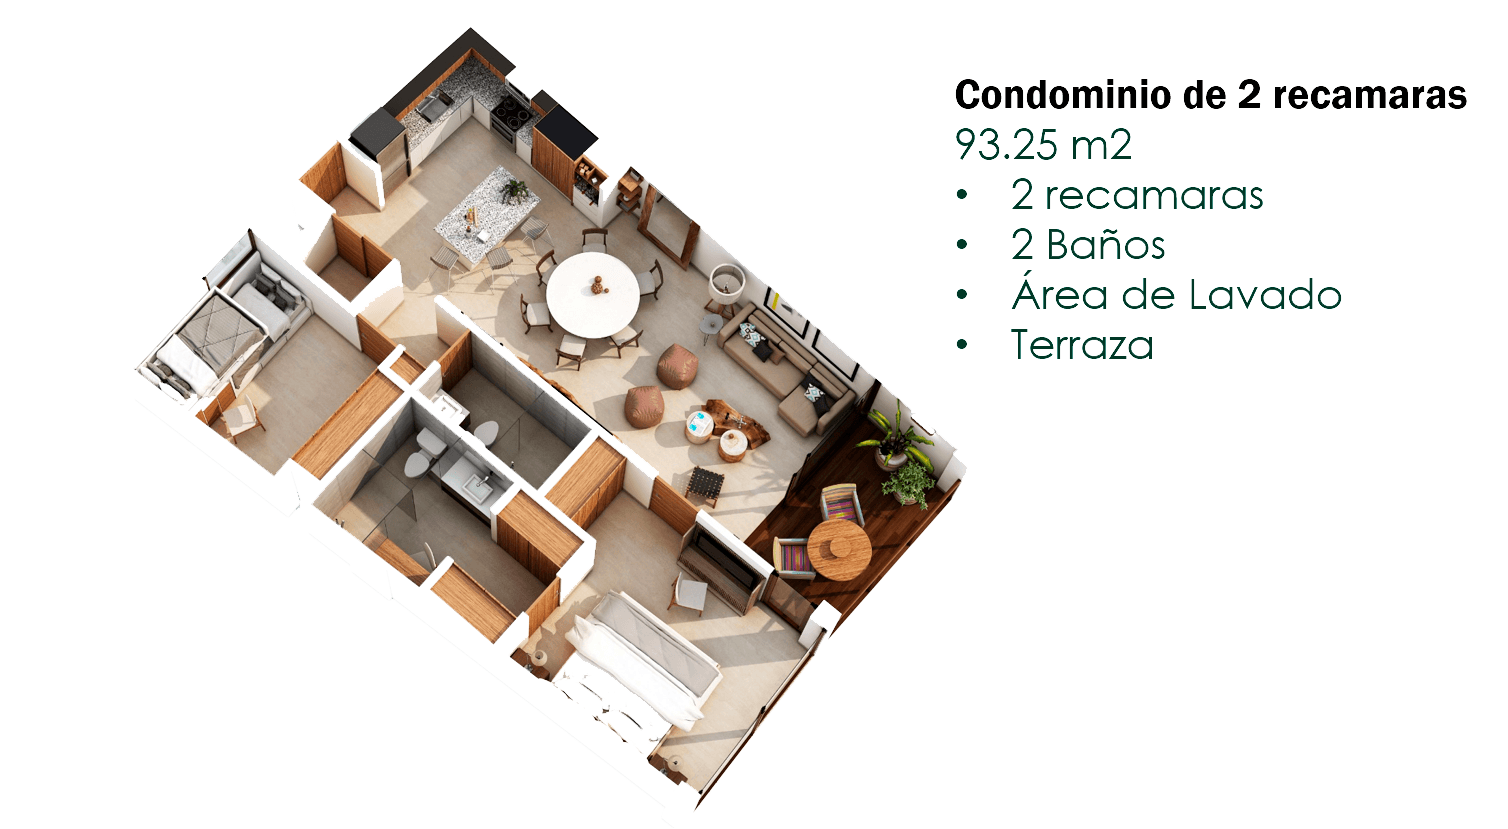 Condominio de 2 recamaras
93.25 m2
• 2 recamaras
• 2 Baños
• Área de Lavado
• Terraza